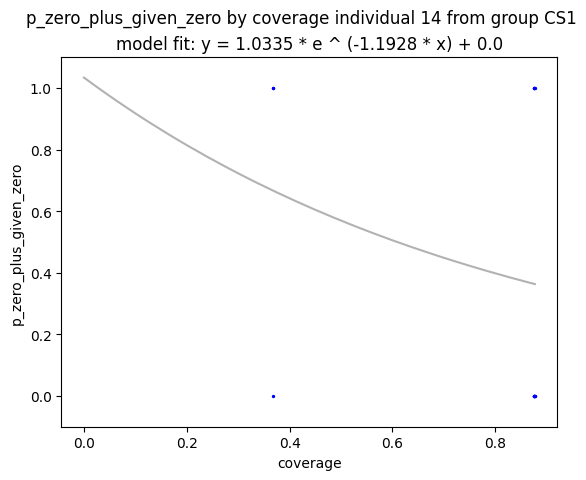 p_zero_plus_given_zero by coverage individual 14 from group CS1
model fit: y = 1.0335 * e ^ (-1.1928 * x) + 0.0
1.0
0.8
0.6
0.4
0.2
0.0
p_zero_plus_given_zero
0.0 0.2 0.4 0.6 0.8
coverage